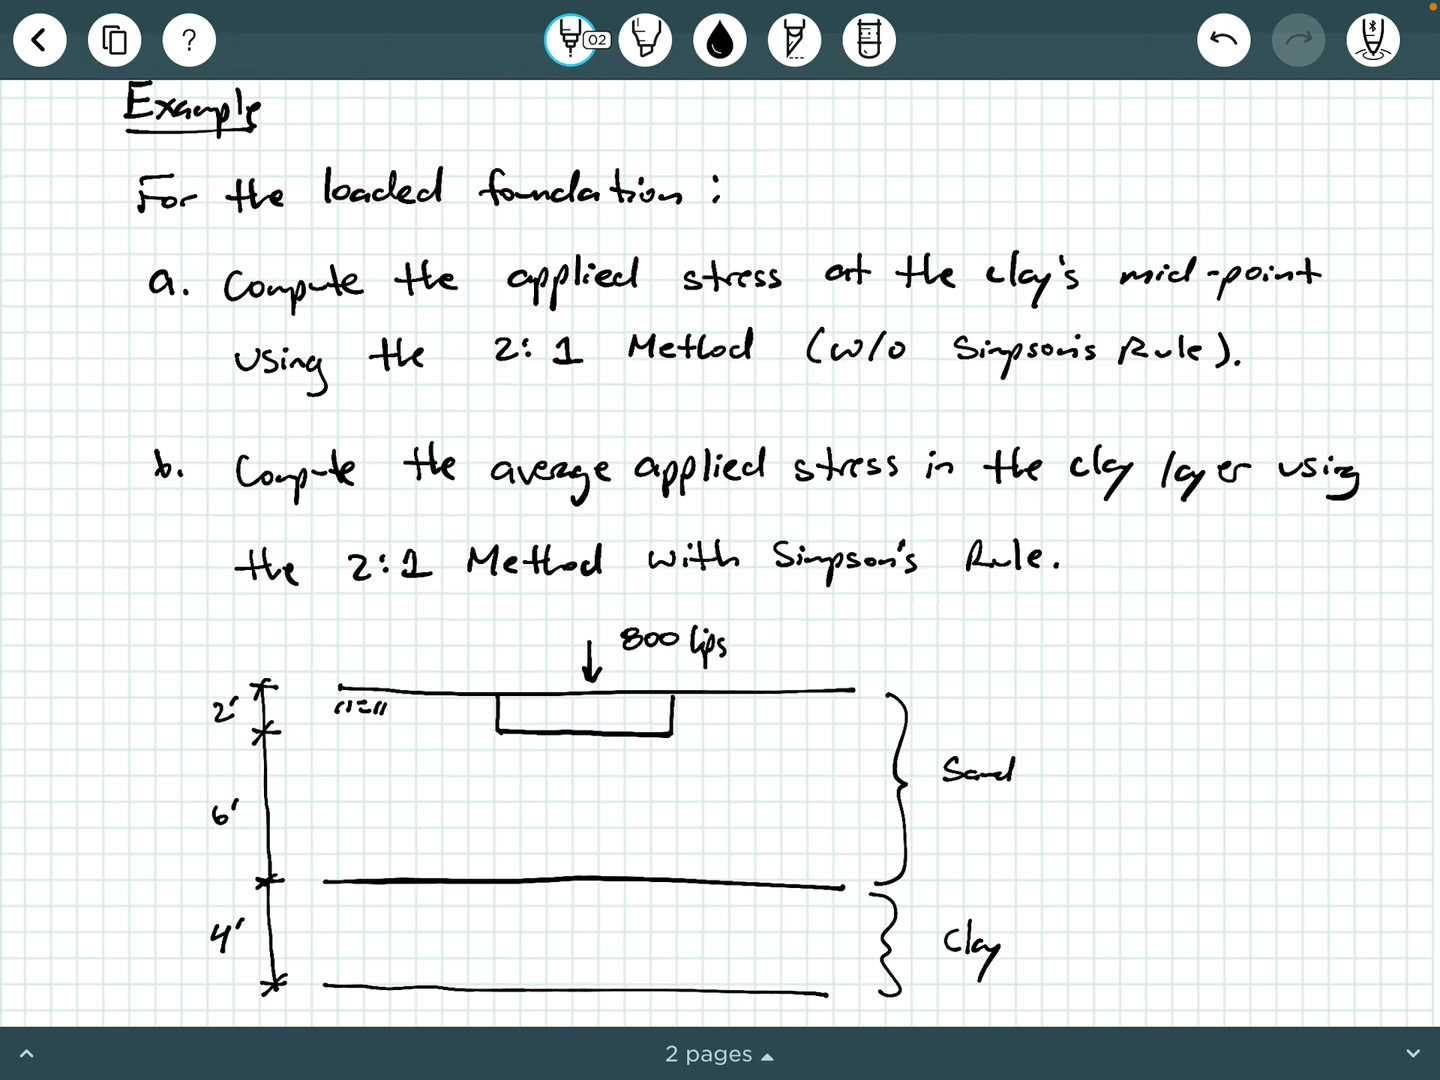 ?
02
Example
For the loaded foundation :
a. Compute the applied stress at the clay's mid-point
using the 2:1 Method (w/o Simpson's Rule).
b. Compute the average applied stress in the clay layer using
the 2:1 Method with Simpson's Rule.
800 kips
2'
Sand
6'
4'
Clay
2 pages